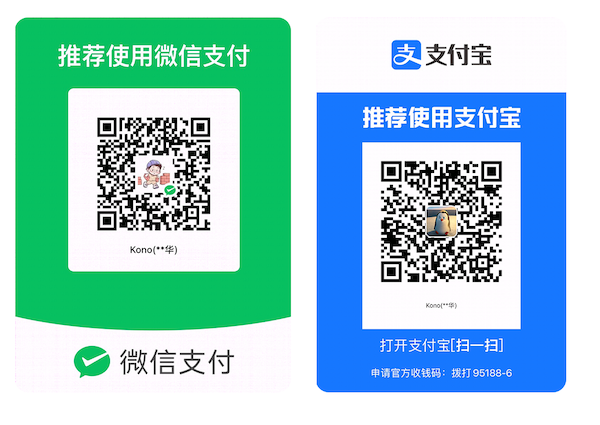 推荐使用微信支付
Kono(**华)
微信支付
支付宝
推荐使用支付宝
Kono(**华)
打开支付宝[扫一扫]
申请官方收钱码：拨打 95188-6